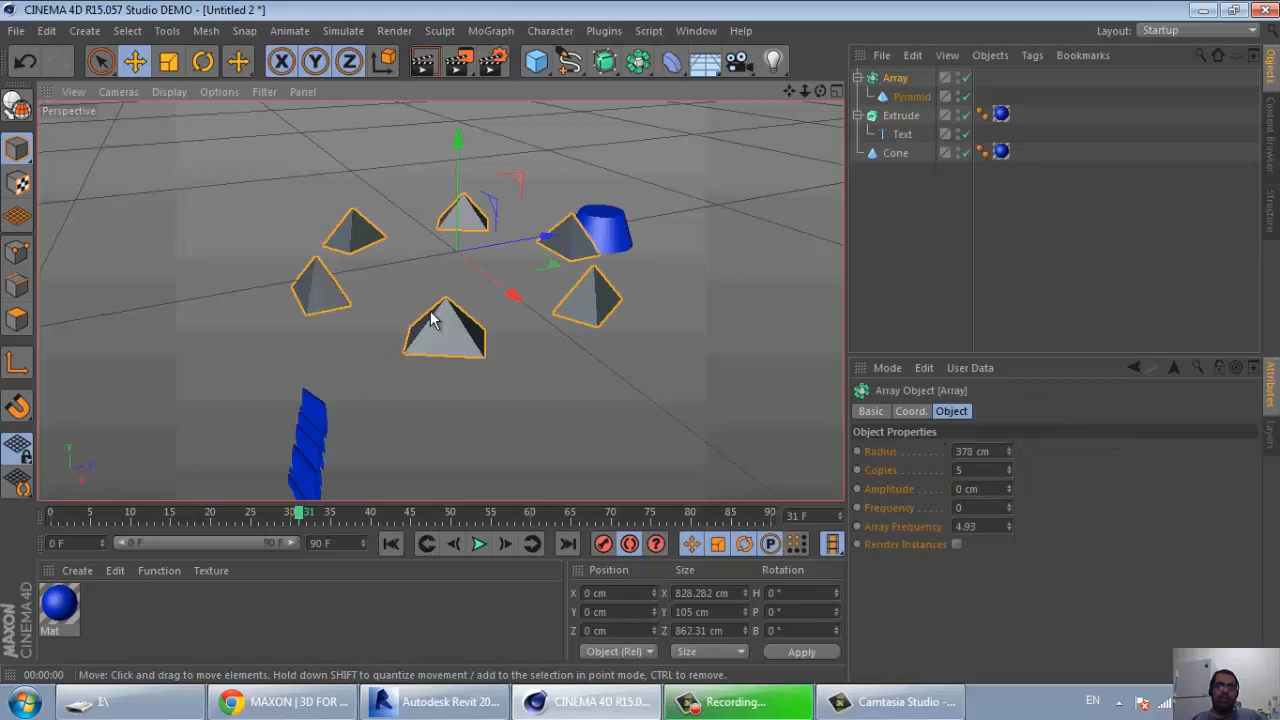 CINEMA 4D R15.057 Studio DEMO - [Untitled 2 *]
File Edit Create Select Tools Mesh Snap Animate Simulate Render Sculpt MoGraph Character Plugins Script Window Help
Layout: Startup
X Y Z
View Cameras Display Options Filter Panel
Perspective
File Edit View Objects Tags Bookmarks
Array
Pyramid
Extrude
Text
Cone
Objects
Content Browser
Structure
Mode Edit User Data
Array Object [Array]
Basic Coord. Object
Object Properties
Radius 378 cm
Copies 5
Amplitude 0 cm
Frequency 0
Array Frequency 4.93
Render Instances
Attributes
Layers
0 5 10 15 20 25 30 31 35 40 45 50 55 60 65 70 75 80 85 90 31 F
0 F 0 F 90 F 90 F
Create Edit Function Texture
Mat
MAXON CINEMA 4D
Position Size Rotation
X 0 cm X 828.282 cm H 0 °
Y 0 cm Y 105 cm P 0 °
Z 0 cm Z 862.31 cm B 0 °
Object (Rel) Size Apply
00:00:00 Move: Click and drag to move elements. Hold down SHIFT to quantize movement / add to the selection in point mode, CTRL to remove.
E:\ MAXON | 3D FOR ... Autodesk Revit 20... CINEMA 4D R15.0... Recording... Camtasia Studio - ... EN